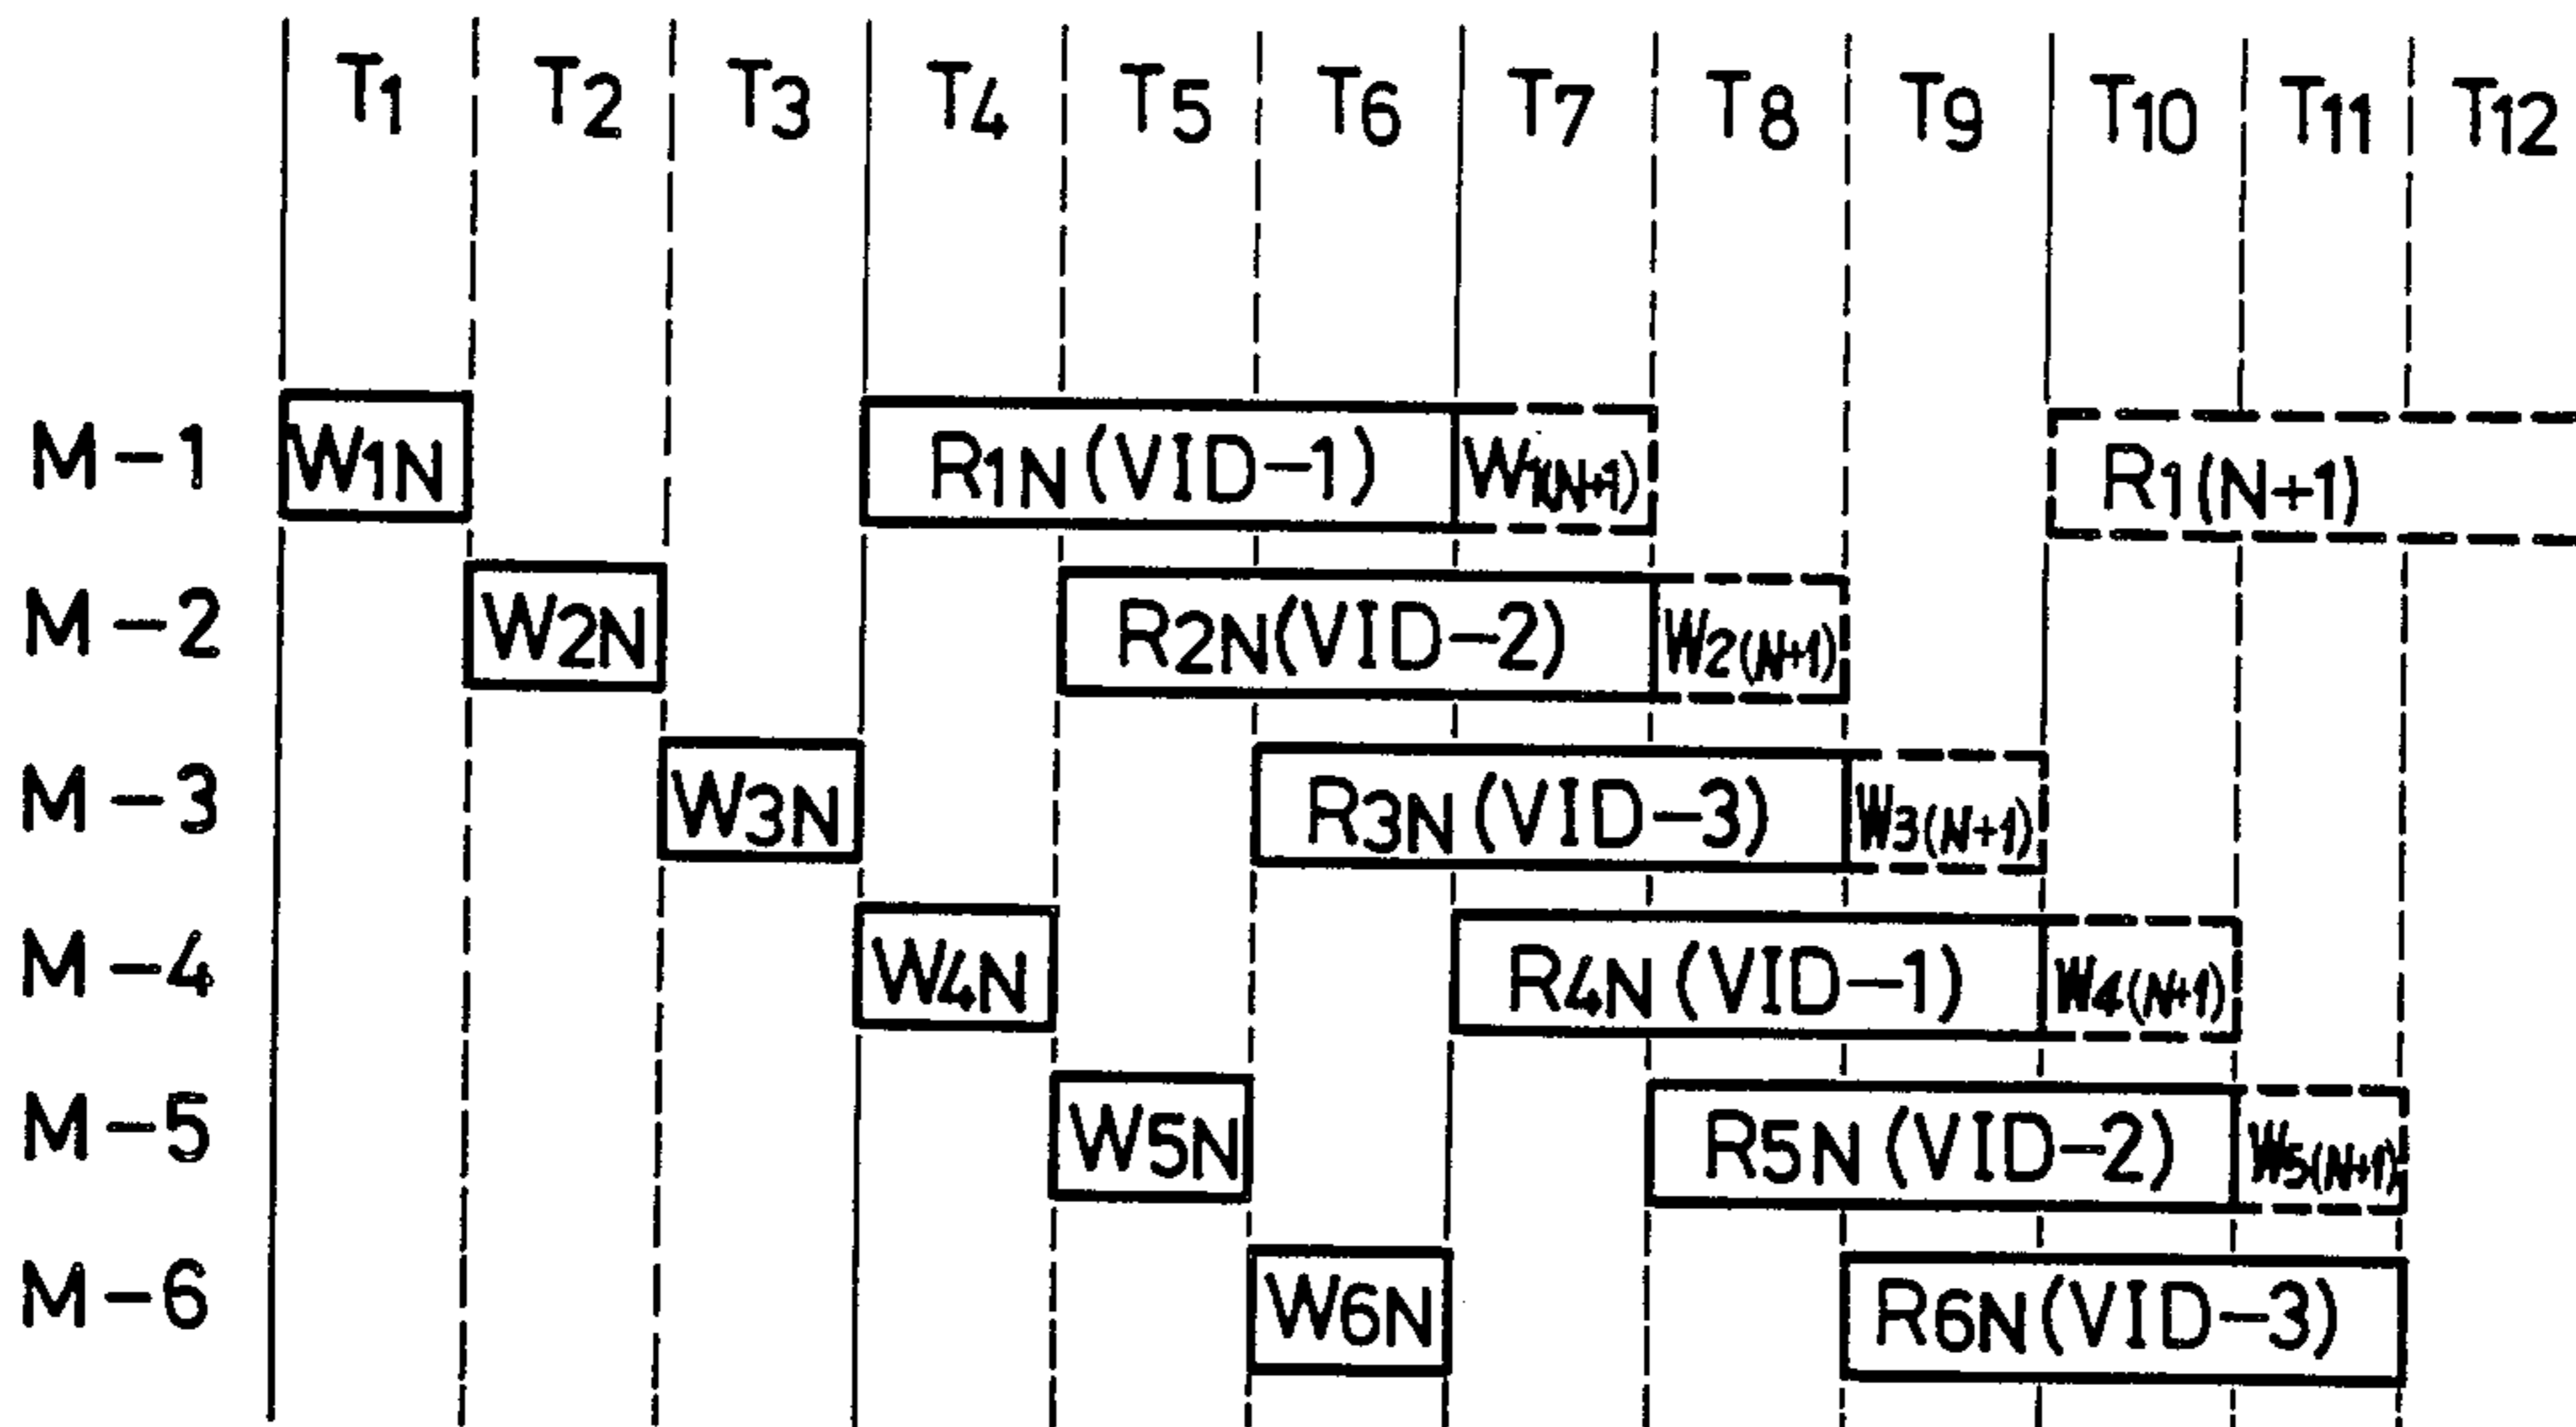 T1 T2 T3 T4 T5 T6 T7 T8 T9 T10 T11 T12
M-1 W1N R1N (VID-1) W1(N+1) R1(N+1)
M-2 W2N R2N (VID-2) W2(N+1)
M-3 W3N R3N (VID-3) W3(N+1)
M-4 W4N R4N (VID-1) W4(N+1)
M-5 W5N R5N (VID-2) W5(N+1)
M-6 W6N R6N (VID-3)